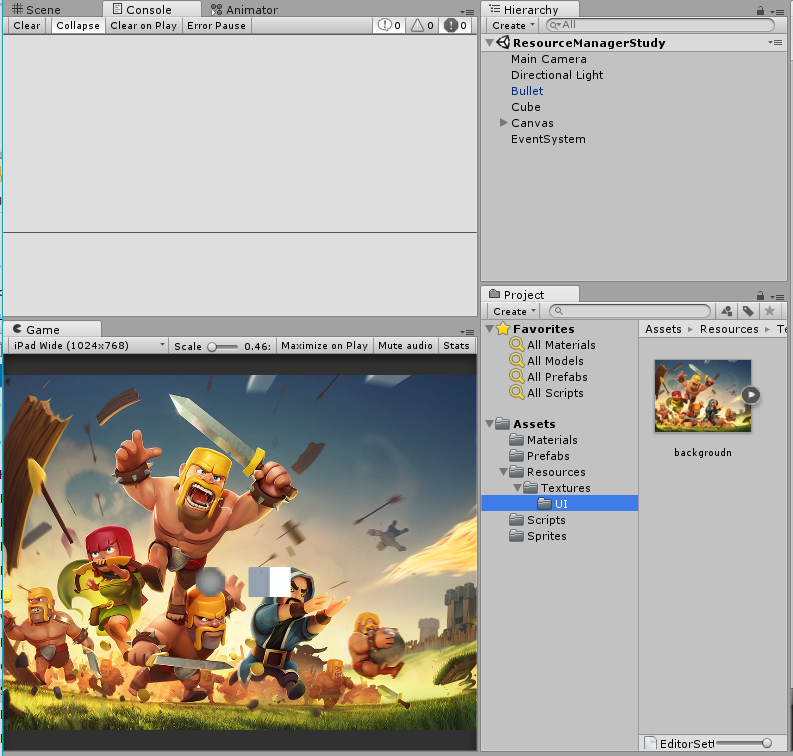 Scene Console Animator
Clear Collapse Clear on Play Error Pause 0 0 0
Game
iPad Wide (1024x768) Scale 0.46: Maximize on Play Mute audio Stats
Hierarchy
Create All
ResourceManagerStudy
Main Camera
Directional Light
Bullet
Cube
Canvas
EventSystem
Project
Create
Favorites
All Materials
All Models
All Prefabs
All Scripts
Assets
Materials
Prefabs
Resources
Textures
UI
Scripts
Sprites
Assets Resources Te
backgroudn
EditorSett